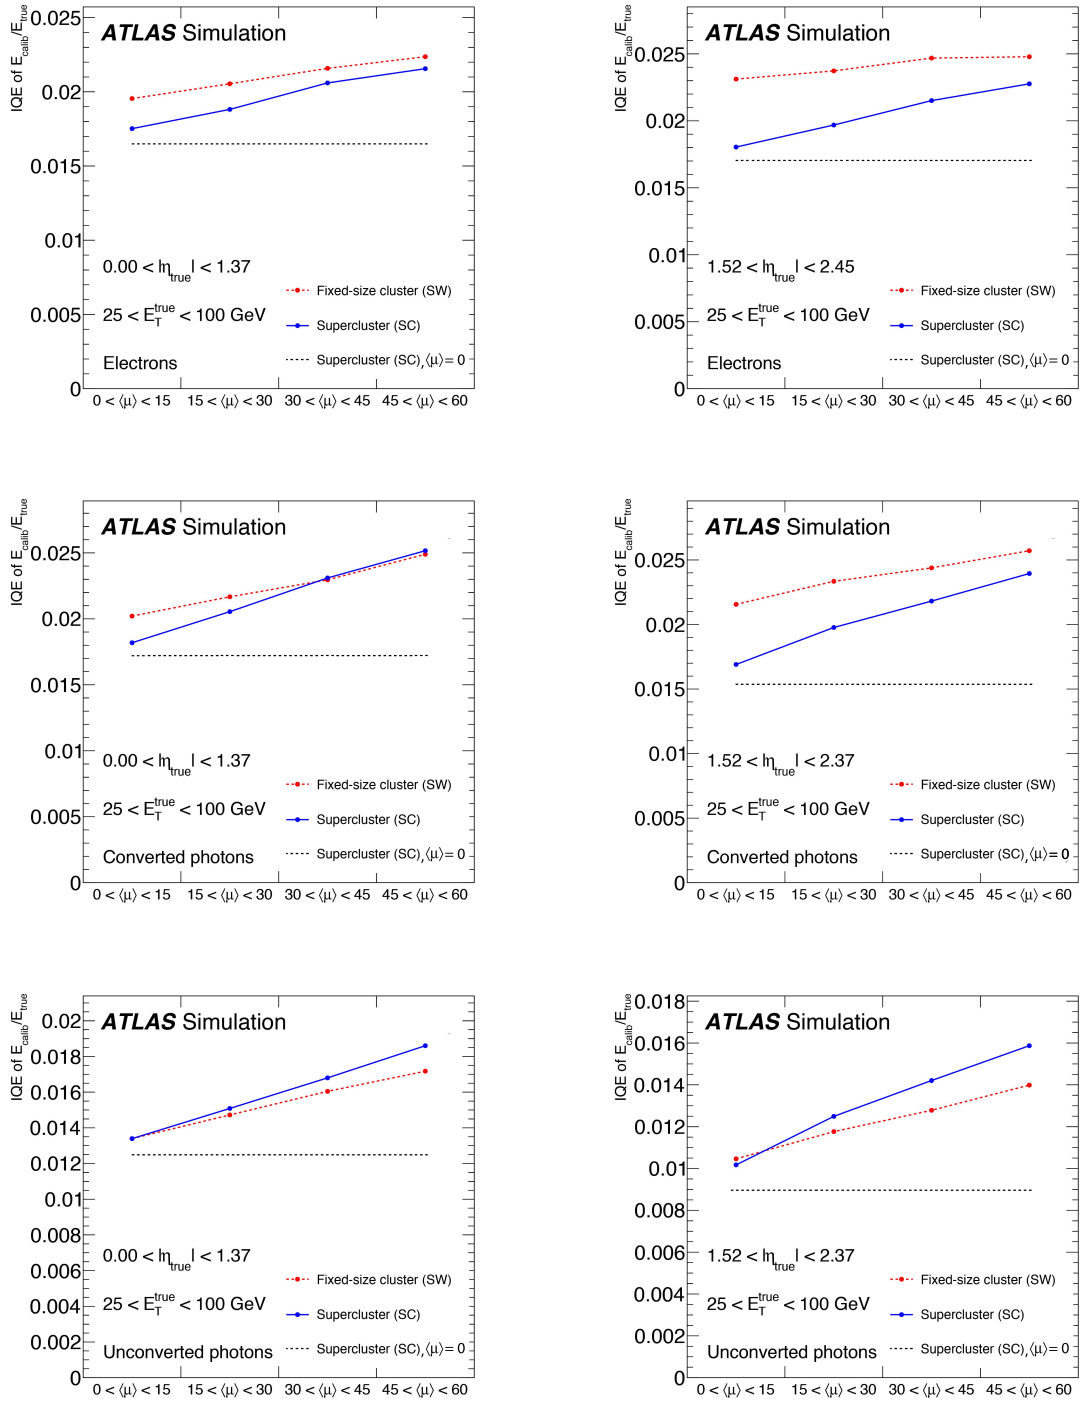 IQE of E_calib/E_true
0.025
0.02
0.015
0.01
0.005
0
ATLAS Simulation
0.00 < |η_true| < 1.37
25 < E_T^true < 100 GeV
Electrons
Fixed-size cluster (SW)
Supercluster (SC)
Supercluster (SC), ⟨μ⟩ = 0
0 < ⟨μ⟩ < 15 15 < ⟨μ⟩ < 30 30 < ⟨μ⟩ < 45 45 < ⟨μ⟩ < 60
IQE of E_calib/E_true
0.025
0.02
0.015
0.01
0.005
0
ATLAS Simulation
1.52 < |η_true| < 2.45
25 < E_T^true < 100 GeV
Electrons
Fixed-size cluster (SW)
Supercluster (SC)
Supercluster (SC), ⟨μ⟩ = 0
0 < ⟨μ⟩ < 15 15 < ⟨μ⟩ < 30 30 < ⟨μ⟩ < 45 45 < ⟨μ⟩ < 60
IQE of E_calib/E_true
0.025
0.02
0.015
0.01
0.005
0
ATLAS Simulation
0.00 < |η_true| < 1.37
25 < E_T^true < 100 GeV
Converted photons
Fixed-size cluster (SW)
Supercluster (SC)
Supercluster (SC), ⟨μ⟩ = 0
0 < ⟨μ⟩ < 15 15 < ⟨μ⟩ < 30 30 < ⟨μ⟩ < 45 45 < ⟨μ⟩ < 60
IQE of E_calib/E_true
0.025
0.02
0.015
0.01
0.005
0
ATLAS Simulation
1.52 < |η_true| < 2.37
25 < E_T^true < 100 GeV
Converted photons
Fixed-size cluster (SW)
Supercluster (SC)
Supercluster (SC), ⟨μ⟩ = 0
0 < ⟨μ⟩ < 15 15 < ⟨μ⟩ < 30 30 < ⟨μ⟩ < 45 45 < ⟨μ⟩ < 60
IQE of E_calib/E_true
0.02
0.018
0.016
0.014
0.012
0.01
0.008
0.006
0.004
0.002
0
ATLAS Simulation
0.00 < |η_true| < 1.37
25 < E_T^true < 100 GeV
Unconverted photons
Fixed-size cluster (SW)
Supercluster (SC)
Supercluster (SC), ⟨μ⟩ = 0
0 < ⟨μ⟩ < 15 15 < ⟨μ⟩ < 30 30 < ⟨μ⟩ < 45 45 < ⟨μ⟩ < 60
IQE of E_calib/E_true
0.018
0.016
0.014
0.012
0.01
0.008
0.006
0.004
0.002
0
ATLAS Simulation
1.52 < |η_true| < 2.37
25 < E_T^true < 100 GeV
Unconverted photons
Fixed-size cluster (SW)
Supercluster (SC)
Supercluster (SC), ⟨μ⟩ = 0
0 < ⟨μ⟩ < 15 15 < ⟨μ⟩ < 30 30 < ⟨μ⟩ < 45 45 < ⟨μ⟩ < 60